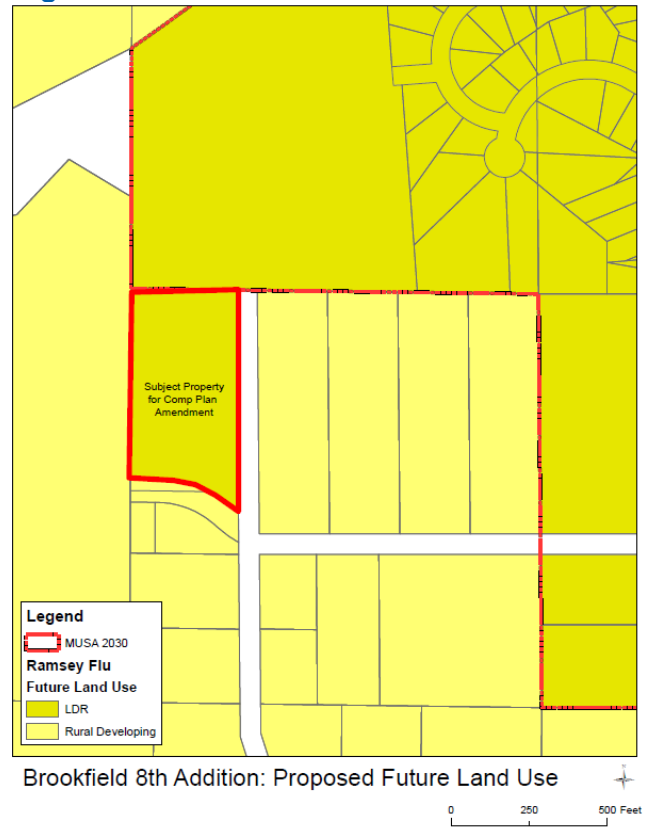 Subject Property
for Comp Plan
Amendment
Legend
MUSA 2030
Ramsey Flu
Future Land Use
LDR
Rural Developing
Brookfield 8th Addition: Proposed Future Land Use
0 250 500 Feet